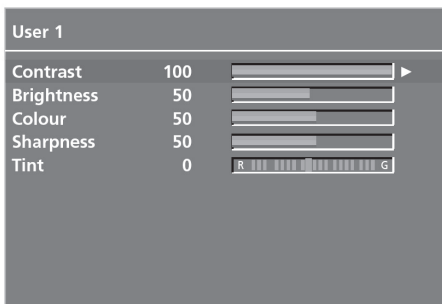 User 1
Contrast 100
Brightness 50
Colour 50
Sharpness 50
Tint 0 R G